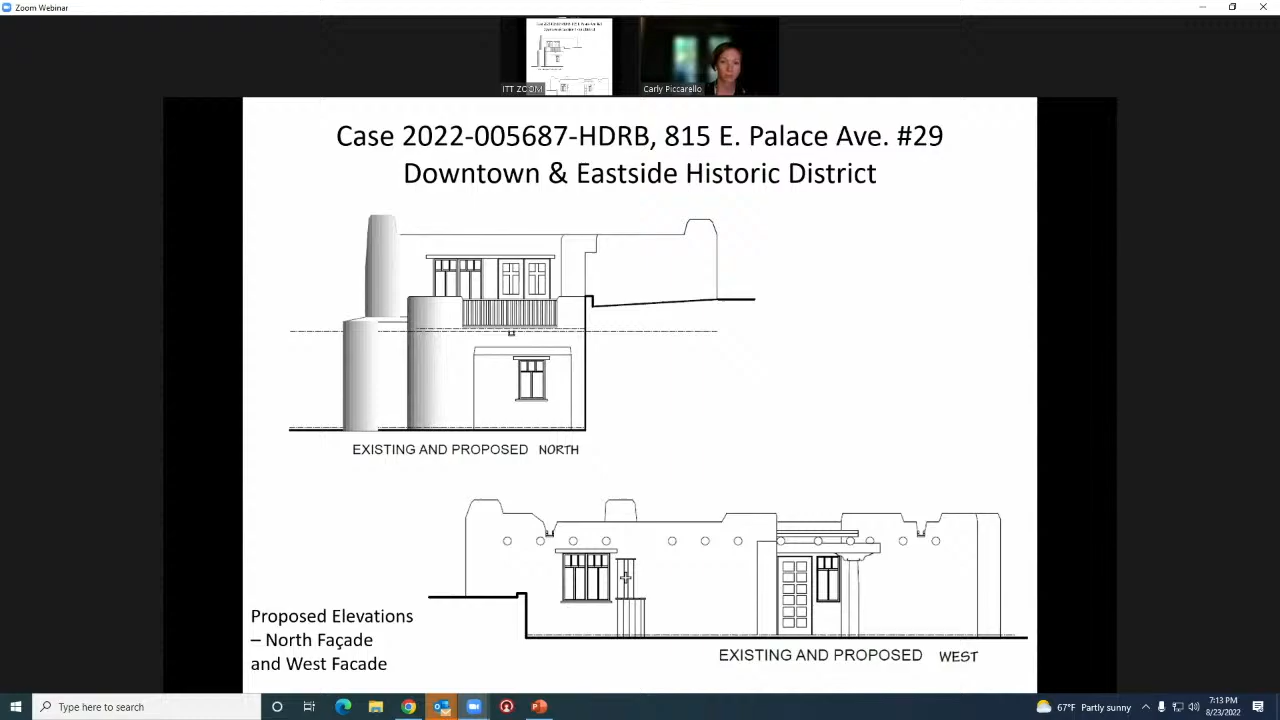 Zoom Webinar
ITT ZOOM
Carly Piccarello
Case 2022-005687-HDRB, 815 E. Palace Ave. #29
Downtown & Eastside Historic District
EXISTING AND PROPOSED NORTH
Proposed Elevations
– North Façade
and West Facade
EXISTING AND PROPOSED WEST
Type here to search
67°F Partly sunny
7:13 PM
8/23/2022